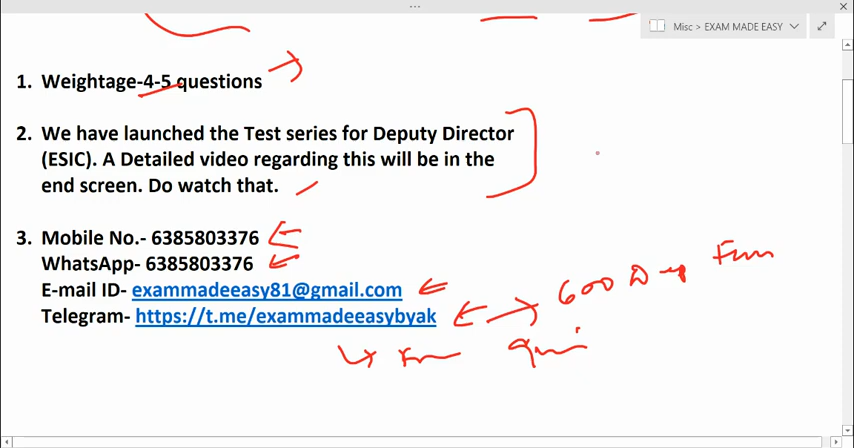 Misc > EXAM MADE EASY
1. Weightage-4-5 questions
2. We have launched the Test series for Deputy Director
(ESIC). A Detailed video regarding this will be in the
end screen. Do watch that.
3. Mobile No.- 6385803376
WhatsApp- 6385803376
E-mail ID- exammadeeasy81@gmail.com
Telegram- https://t.me/exammadeeasybyak
600